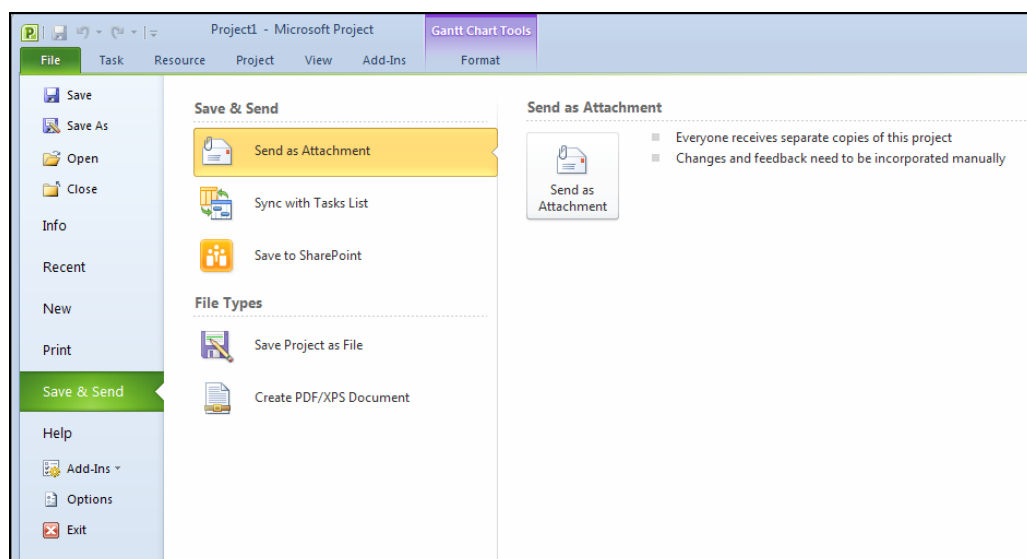 Project1 - Microsoft Project
Gantt Chart Tools
File Task Resource Project View Add-Ins Format
Save
Save As
Open
Close
Info
Recent
New
Print
Save & Send
Help
Add-Ins
Options
Exit
Save & Send
Send as Attachment
Sync with Tasks List
Save to SharePoint
File Types
Save Project as File
Create PDF/XPS Document
Send as Attachment
Send as
Attachment
Everyone receives separate copies of this project
Changes and feedback need to be incorporated manually